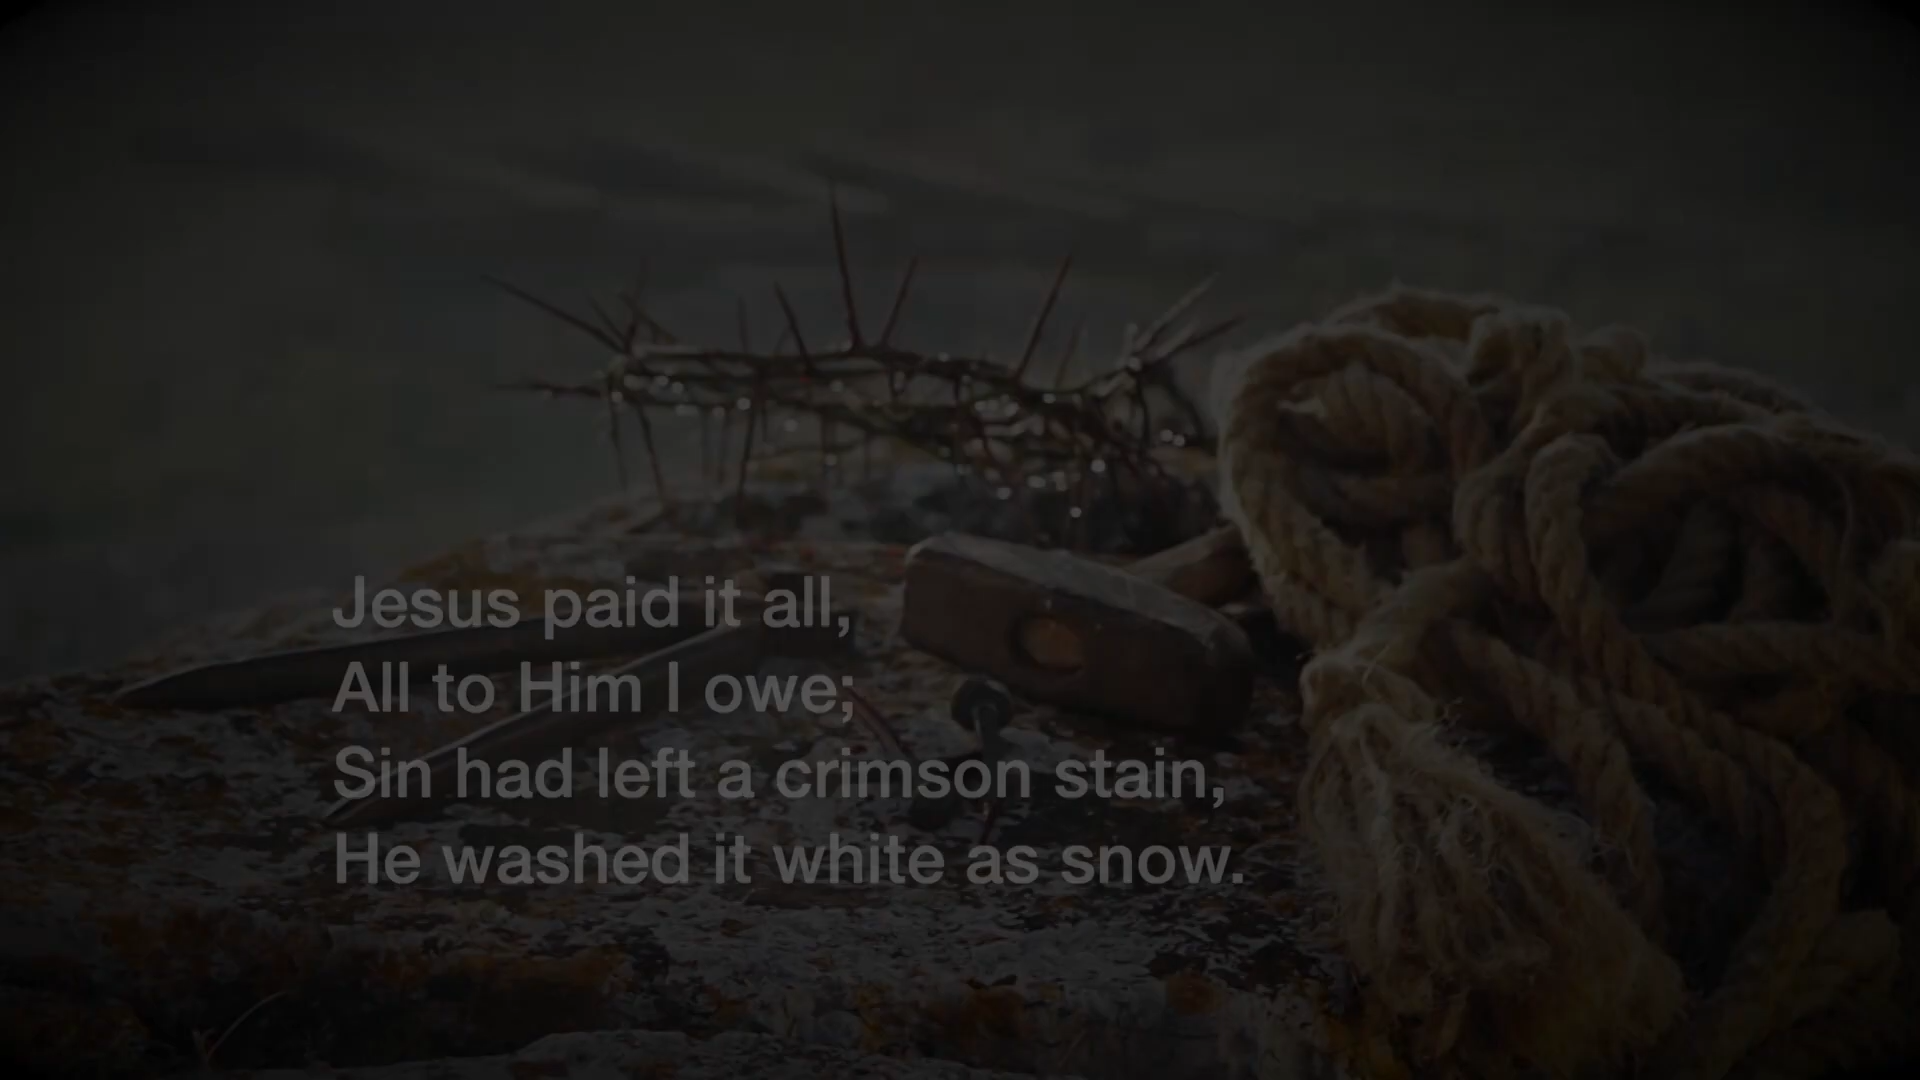 Jesus paid it all,
All to Him I owe;
Sin had left a crimson stain,
He washed it white as snow.